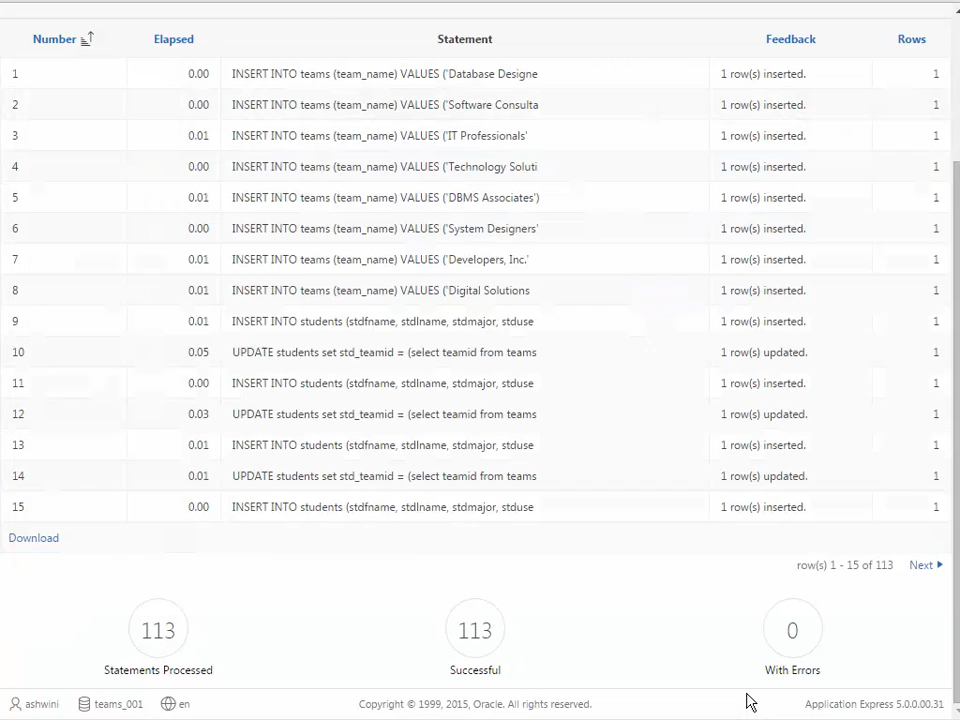 Number Elapsed Statement Feedback Rows
1 0.00 INSERT INTO teams (team_name) VALUES ('Database Designe 1 row(s) inserted. 1
2 0.00 INSERT INTO teams (team_name) VALUES ('Software Consulta 1 row(s) inserted. 1
3 0.01 INSERT INTO teams (team_name) VALUES ('IT Professionals' 1 row(s) inserted. 1
4 0.00 INSERT INTO teams (team_name) VALUES ('Technology Soluti 1 row(s) inserted. 1
5 0.01 INSERT INTO teams (team_name) VALUES ('DBMS Associates') 1 row(s) inserted. 1
6 0.00 INSERT INTO teams (team_name) VALUES ('System Designers' 1 row(s) inserted. 1
7 0.01 INSERT INTO teams (team_name) VALUES ('Developers, Inc.' 1 row(s) inserted. 1
8 0.01 INSERT INTO teams (team_name) VALUES ('Digital Solutions 1 row(s) inserted. 1
9 0.01 INSERT INTO students (stdfname, stdlname, stdmajor, stduse 1 row(s) inserted. 1
10 0.05 UPDATE students set std_teamid = (select teamid from teams 1 row(s) updated. 1
11 0.00 INSERT INTO students (stdfname, stdlname, stdmajor, stduse 1 row(s) inserted. 1
12 0.03 UPDATE students set std_teamid = (select teamid from teams 1 row(s) updated. 1
13 0.01 INSERT INTO students (stdfname, stdlname, stdmajor, stduse 1 row(s) inserted. 1
14 0.01 UPDATE students set std_teamid = (select teamid from teams 1 row(s) updated. 1
15 0.00 INSERT INTO students (stdfname, stdlname, stdmajor, stduse 1 row(s) inserted. 1
Download
row(s) 1 - 15 of 113 Next
113 113 0
Statements Processed Successful With Errors
ashwini teams_001 en Copyright © 1999, 2015, Oracle. All rights reserved. Application Express 5.0.0.00.31